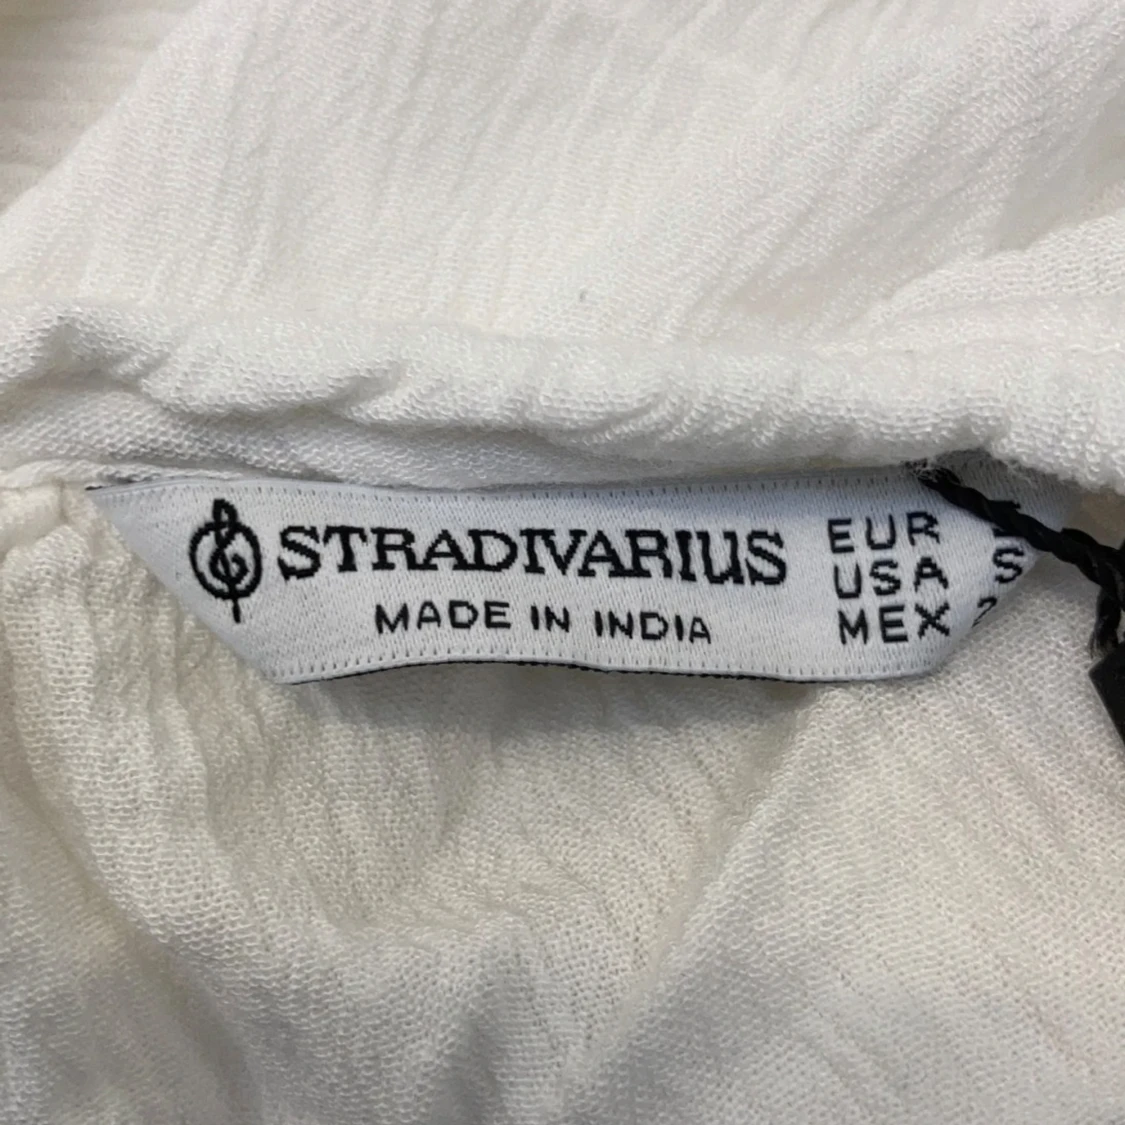 STRADIVARIUS
MADE IN INDIA
EUR
USA S
MEX